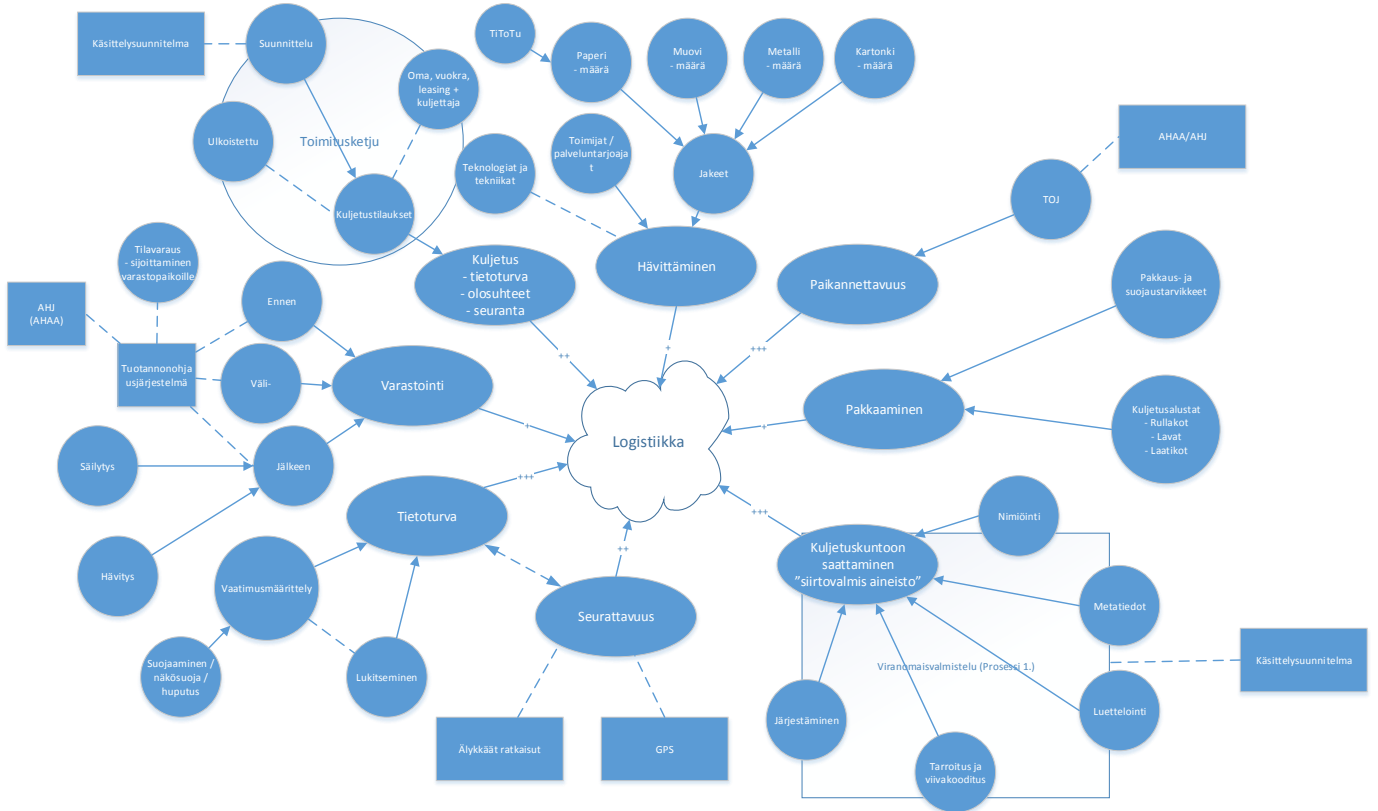 Käsittelysuunnitelma
Suunnittelu
Oma, vuokra,
leasing +
kuljettaja
Ulkoistettu
Toimitusketju
Kuljetustilaukset
TiToTu
Paperi
- määrä
Muovi
- määrä
Metalli
- määrä
Kartonki
- määrä
Toimijat /
palveluntarjoaja
t
Teknologiat ja
tekniikat
Jakeet
AHAA/AHJ
TOJ
Kuljetus
- tietoturva
- olosuhteet
- seuranta
Hävittäminen
Paikannettavuus
Pakkaus- ja
suojaustarvikkeet
Tilavaraus
- sijoittaminen
varastopaikoille
AHJ
(AHAA)
Ennen
Tuotannonohja
usjärjestelmä
Väli-
Varastointi
++
+
+++
Pakkaaminen
Kuljetusalustat
- Rullakot
- Lavat
- Laatikot
+
+
Logistiikka
Säilytys
Jälkeen
+++
Tietoturva
+++
Nimiöinti
++
Kuljetuskuntoon
saattaminen
”siirtovalmis aineisto”
Hävitys
Vaatimusmäärittely
Seurattavuus
Metatiedot
Suojaaminen /
näkösuoja /
huputus
Lukitseminen
Viranomaisvalmistelu (Prosessi 1.)
Käsittelysuunnitelma
Järjestäminen
Luettelointi
Älykkäät ratkaisut
GPS
Tarroitus ja
viivakooditus